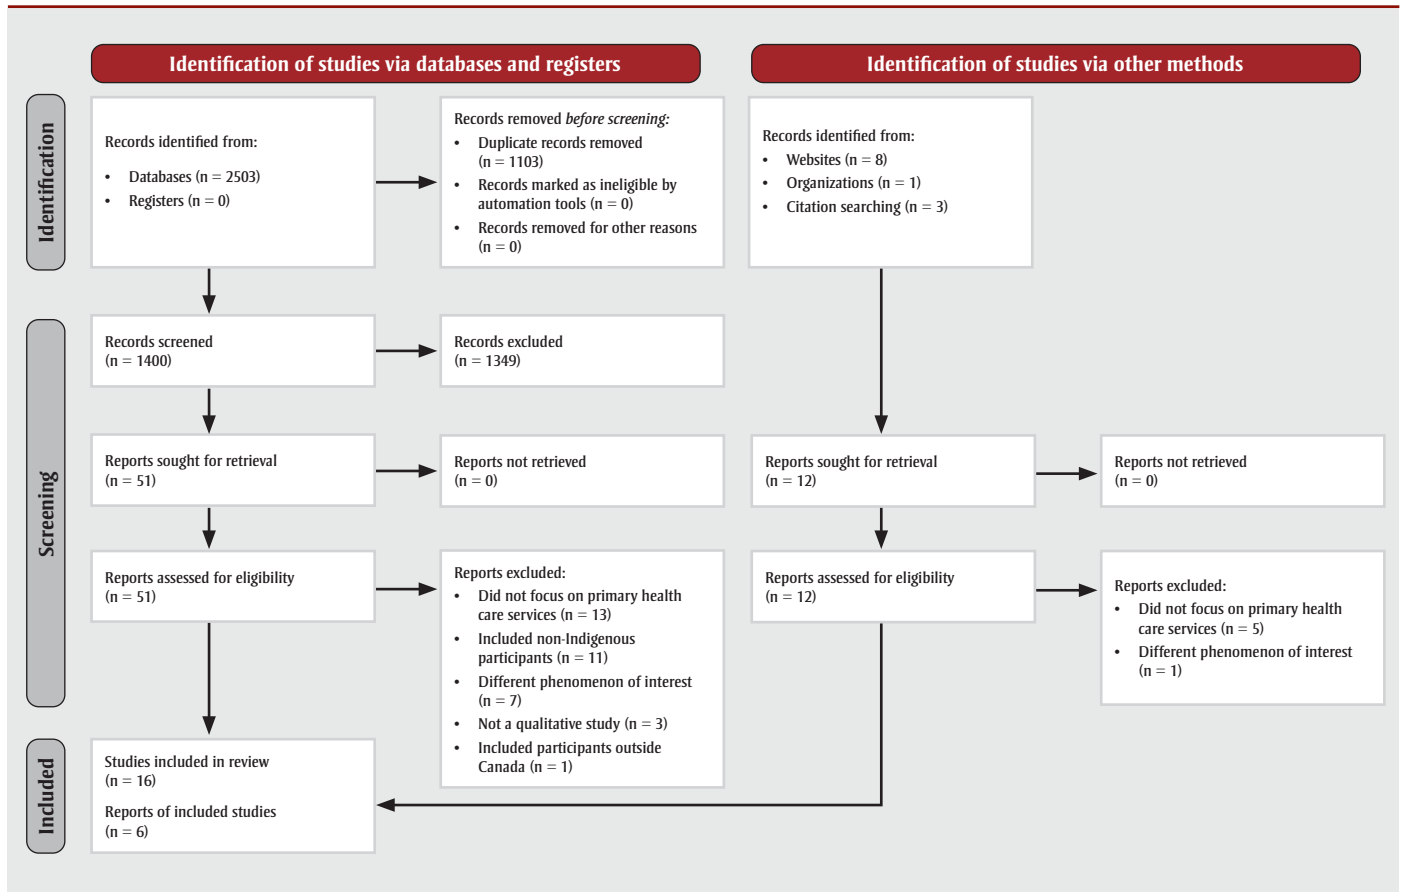 Identification of studies via databases and registers
Identification of studies via other methods
Identification
Records identified from:
• Databases (n = 2503)
• Registers (n = 0)
Records removed before screening:
• Duplicate records removed
(n = 1103)
• Records marked as ineligible by
automation tools (n = 0)
• Records removed for other reasons
(n = 0)
Records identified from:
• Websites (n = 8)
• Organizations (n = 1)
• Citation searching (n = 3)
Screening
Records screened
(n = 1400)
Records excluded
(n = 1349)
Reports sought for retrieval
(n = 51)
Reports not retrieved
(n = 0)
Reports sought for retrieval
(n = 12)
Reports not retrieved
(n = 0)
Reports assessed for eligibility
(n = 51)
Reports excluded:
• Did not focus on primary health
care services (n = 13)
• Included non-Indigenous
participants (n = 11)
• Different phenomenon of interest
(n = 7)
• Not a qualitative study (n = 3)
• Included participants outside
Canada (n = 1)
Reports assessed for eligibility
(n = 12)
Reports excluded:
• Did not focus on primary health
care services (n = 5)
• Different phenomenon of interest
(n = 1)
Included
Studies included in review
(n = 16)
Reports of included studies
(n = 6)